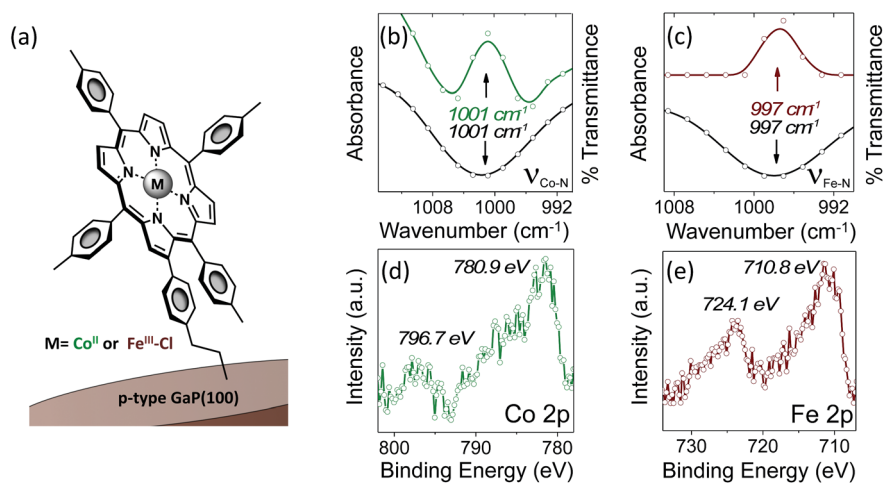 (a)
N
N
M
N
N
M= Co^II or Fe^III-Cl
p-type GaP(100)
(b)
Absorbance
% Transmittance
1001 cm^-1
1001 cm^-1
ν_Co-N
1008 1000 992
Wavenumber (cm^-1)
(c)
Absorbance
% Transmittance
997 cm^-1
997 cm^-1
ν_Fe-N
1000 990
Wavenumber (cm^-1)
(d)
Intensity (a.u.)
780.9 eV
796.7 eV
Co 2p
800 790 780
Binding Energy (eV)
(e)
Intensity (a.u.)
710.8 eV
724.1 eV
Fe 2p
730 720 710
Binding Energy (eV)